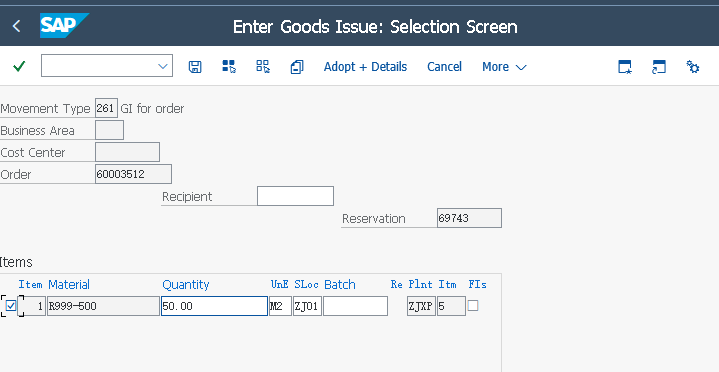 SAP Enter Goods Issue: Selection Screen
Adopt + Details Cancel More
Movement Type 261 GI for order
Business Area
Cost Center
Order 60003512
Recipient
Reservation 69743
Items
Item Material Quantity UnE SLoc Batch Re Plnt Itm FIs
1 R999-500 50.00 M2 ZJ01 ZJXP 5